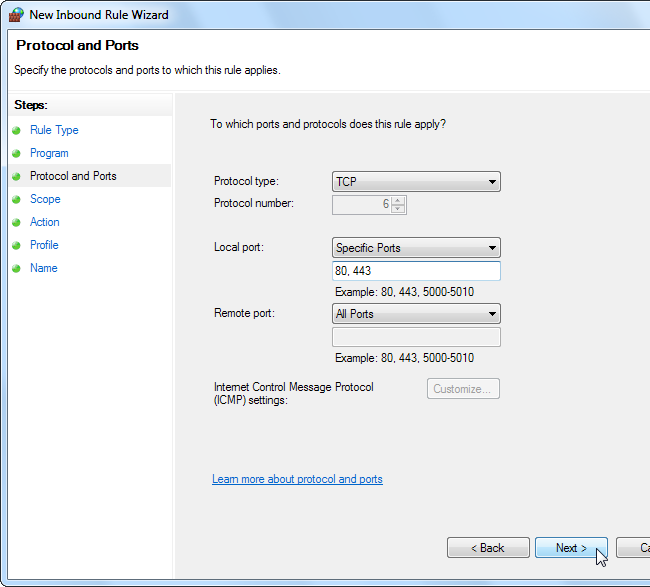 New Inbound Rule Wizard
Protocol and Ports
Specify the protocols and ports to which this rule applies.
Steps:
Rule Type
Program
Protocol and Ports
Scope
Action
Profile
Name
To which ports and protocols does this rule apply?
Protocol type: TCP
Protocol number: 6
Local port: Specific Ports
80, 443
Example: 80, 443, 5000-5010
Remote port: All Ports
Example: 80, 443, 5000-5010
Internet Control Message Protocol
(ICMP) settings:
Customize...
Learn more about protocol and ports
< Back Next > Ca